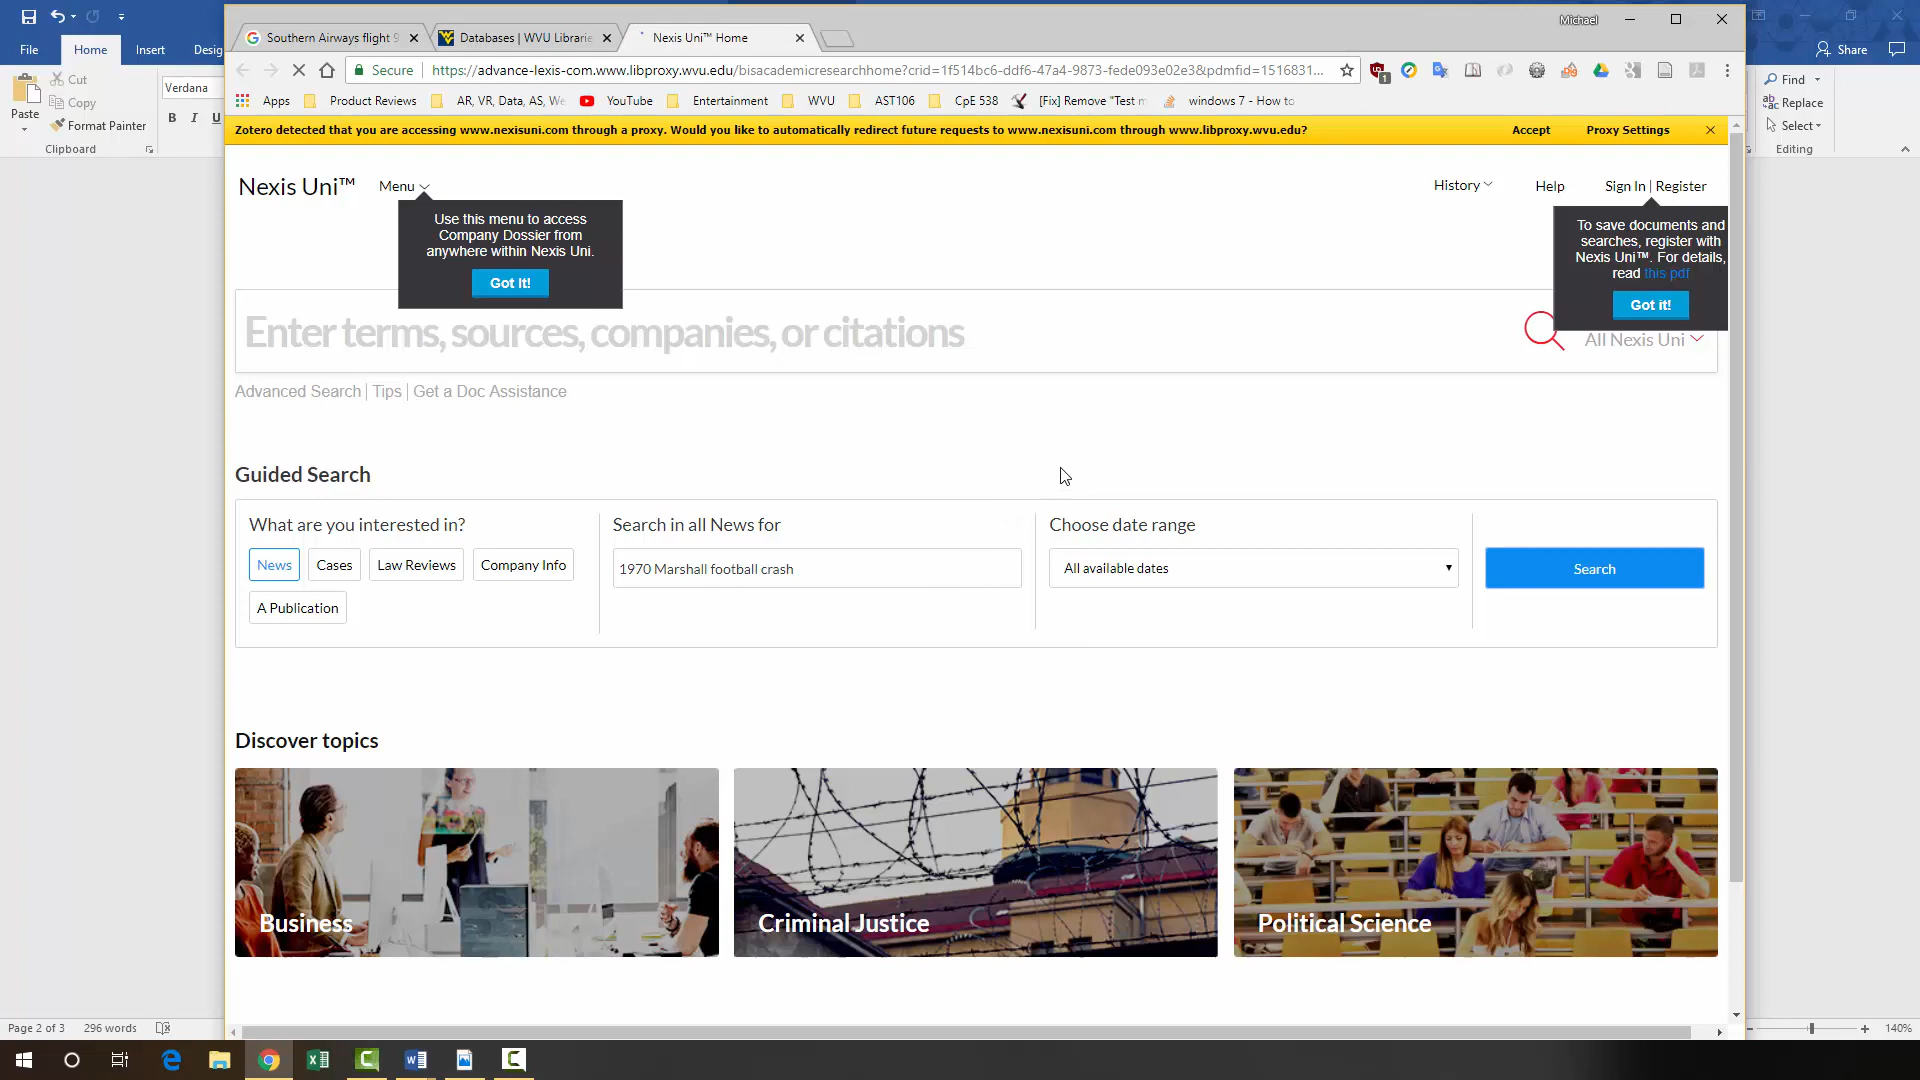 Michael
File
Home
Insert
Desig
Share
Southern Airways flight 9
Databases | WVU Librarie
Nexis Uni™ Home
Secure
https://advance-lexis-com.www.libproxy.wvu.edu/bisacademicresearchhome?crid=1f514bc6-ddf6-47a4-9873-fede093e02e3&pdmfid=1516831...
Cut
Copy
Paste
Format Painter
Clipboard
Verdana
B I U
Find
Replace
Select
Editing
Apps
Product Reviews
AR, VR, Data, AS, We
YouTube
Entertainment
WVU
AST106
CpE 538
[Fix] Remove "Test m
windows 7 - How to
Zotero detected that you are accessing www.nexisuni.com through a proxy. Would you like to automatically redirect future requests to www.nexisuni.com through www.libproxy.wvu.edu?
Accept
Proxy Settings
Nexis Uni™
Menu
History
Help
Sign In | Register
Use this menu to access
Company Dossier from
anywhere within Nexis Uni.
Got It!
To save documents and
searches, register with
Nexis Uni™. For details,
read this pdf
Got it!
Enter terms, sources, companies, or citations
All Nexis Uni
Advanced Search | Tips | Get a Doc Assistance
Guided Search
What are you interested in?
News
Cases
Law Reviews
Company Info
A Publication
Search in all News for
1970 Marshall football crash
Choose date range
All available dates
Search
Discover topics
Business
Criminal Justice
Political Science
Page 2 of 3
296 words
140%